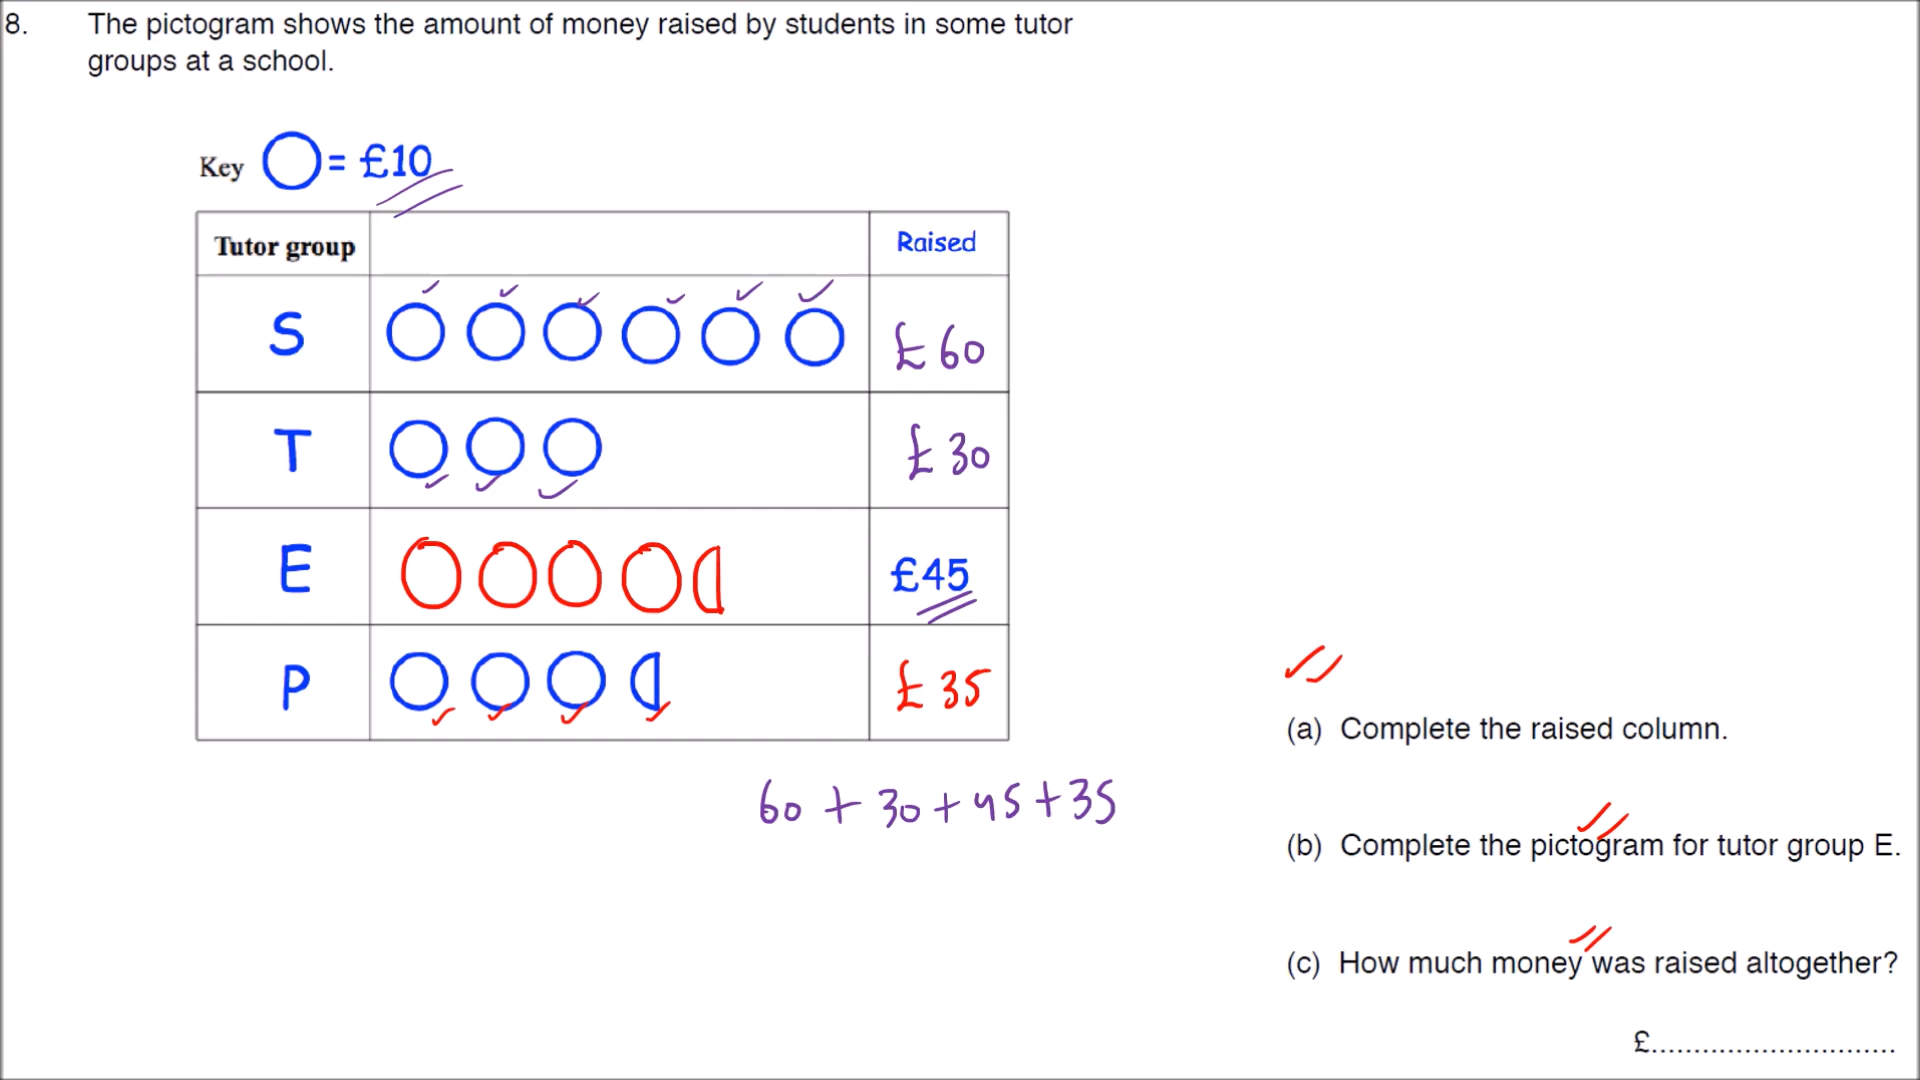 8. The pictogram shows the amount of money raised by students in some tutor
groups at a school.
Key = £10
Tutor group Raised
S £60
T £30
E £45
P £35
60 + 30 + 45 + 35
(a) Complete the raised column.
(b) Complete the pictogram for tutor group E.
(c) How much money was raised altogether?
£.............................